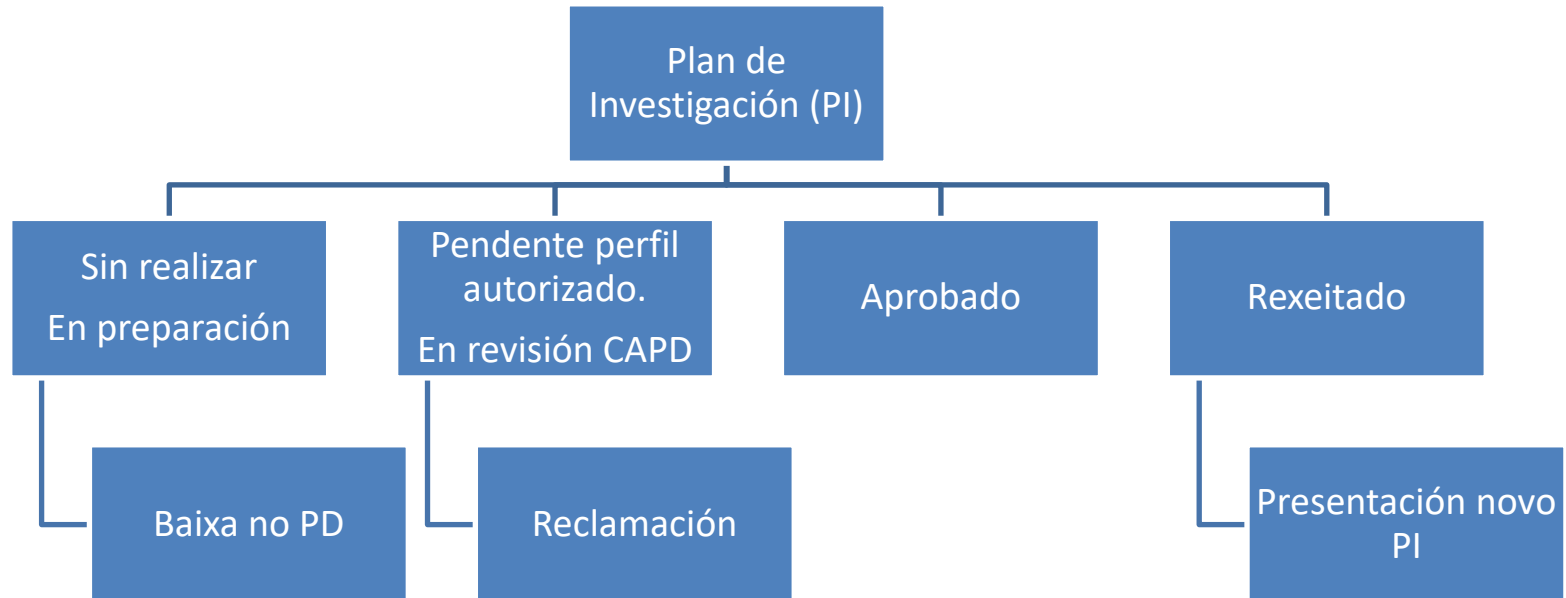 Plan de
Investigación (PI)
Sin realizar
En preparación
Pendente perfil
autorizado.
En revisión CAPD
Aprobado
Rexeitado
Baixa no PD
Reclamación
Presentación novo
PI